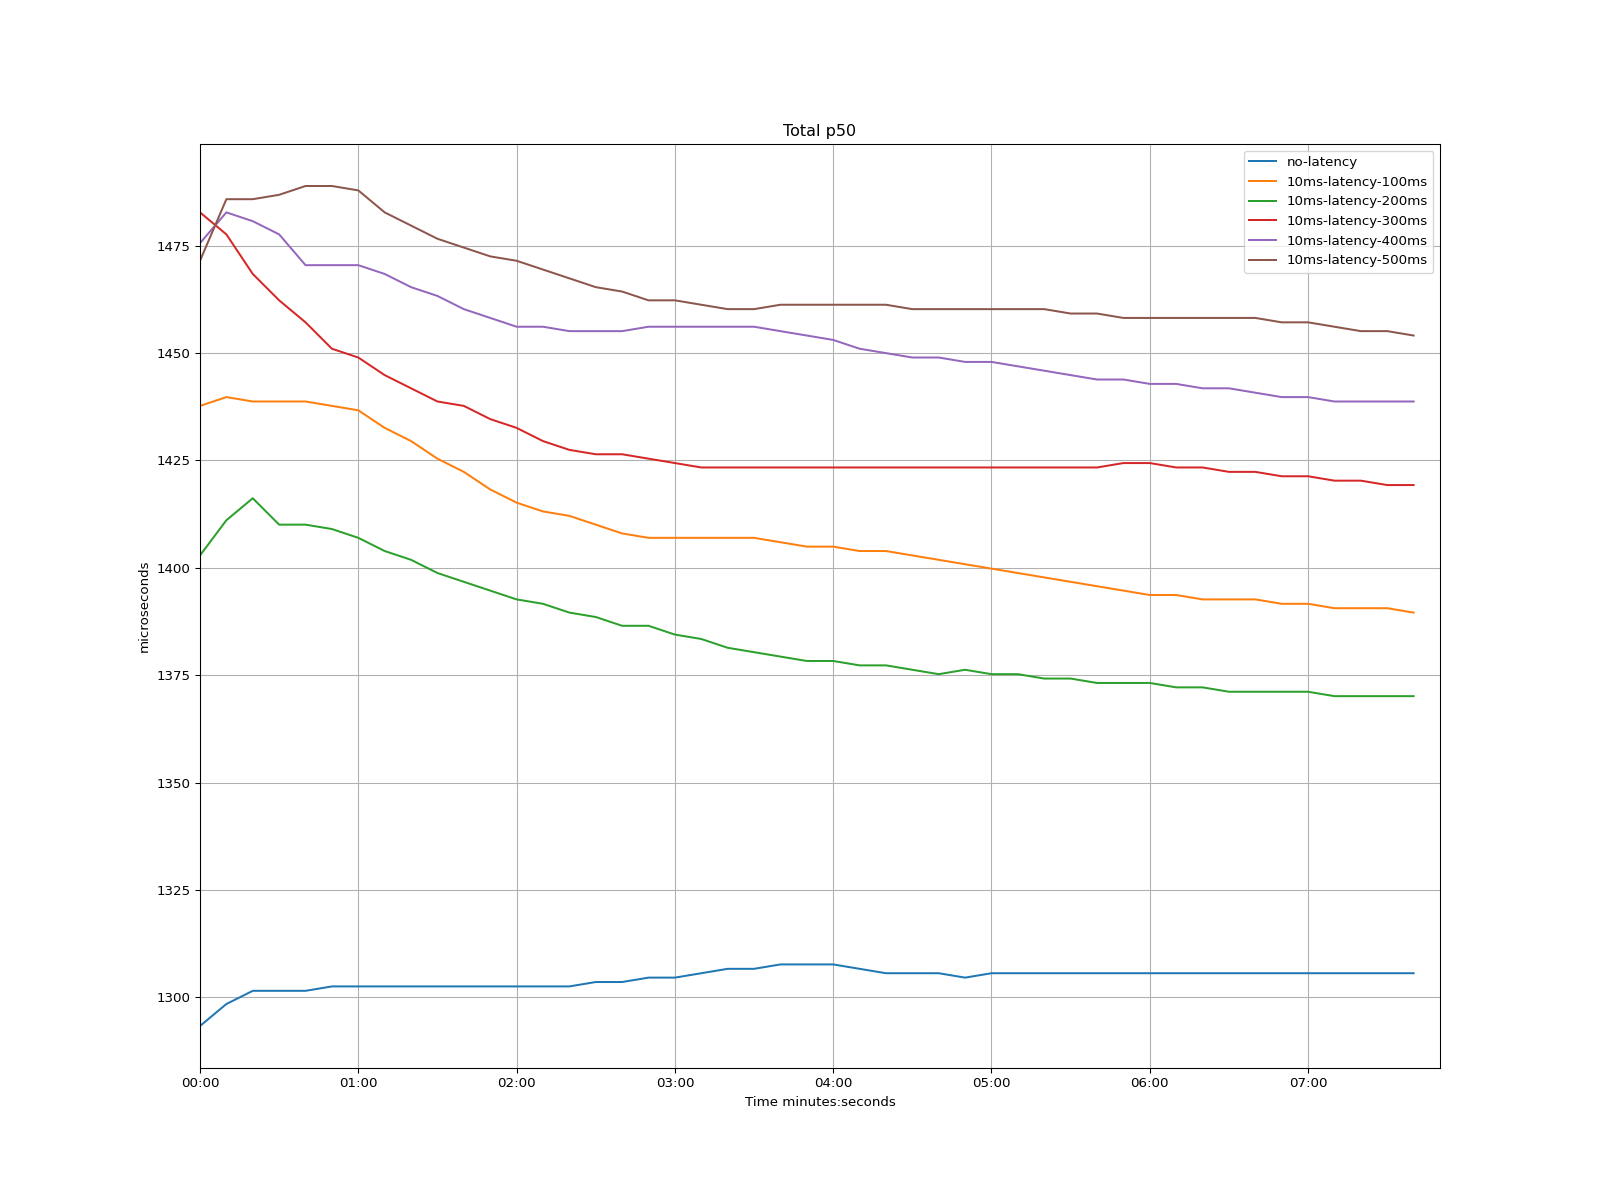 Total p50
no-latency
10ms-latency-100ms
10ms-latency-200ms
10ms-latency-300ms
10ms-latency-400ms
10ms-latency-500ms
1475
1450
1425
1400
1375
1350
1325
1300
microseconds
00:00 01:00 02:00 03:00 04:00 05:00 06:00 07:00
Time minutes:seconds